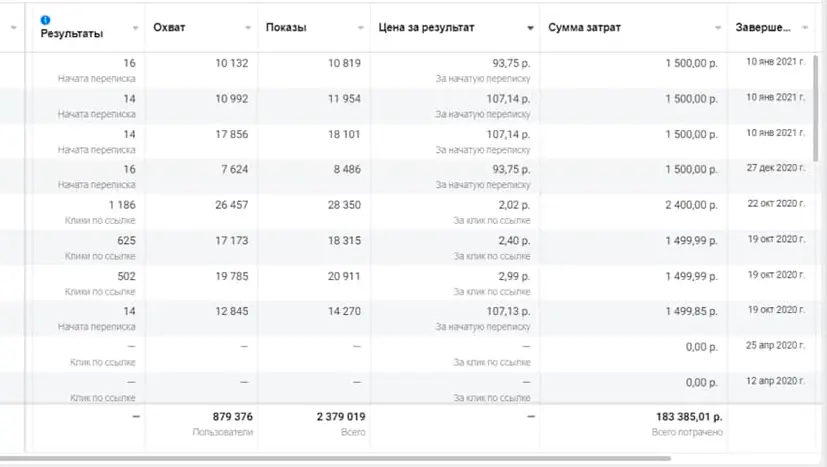 Результаты Охват Показы Цена за результат Сумма затрат Заверше...
16 10 132 10 819 93,75 р. 1 500,00 р. 10 янв 2021 г.
Начата переписка За начатую переписку
14 10 992 11 954 107,14 р. 1 500,00 р. 10 янв 2021 г.
Начата переписка За начатую переписку
14 17 856 18 101 107,14 р. 1 500,00 р. 10 янв 2021 г.
Начата переписка За начатую переписку
16 7 624 8 486 93,75 р. 1 500,00 р. 27 дек 2020 г.
Начата переписка За начатую переписку
1 186 26 457 28 350 2,02 р. 2 400,00 р. 22 окт 2020 г.
Клики по ссылке За клик по ссылке
625 17 173 18 315 2,40 р. 1 499,99 р. 19 окт 2020 г.
Клики по ссылке За клик по ссылке
502 19 785 20 911 2,99 р. 1 499,99 р. 19 окт 2020 г.
Клики по ссылке За клик по ссылке
14 12 845 14 270 107,13 р. 1 499,85 р. 19 окт 2020 г.
Начата переписка За начатую переписку
— — — — 0,00 р. 25 апр 2020 г.
Клик по ссылке За клик по ссылке
— — — — 0,00 р. 12 апр 2020 г.
Клик по ссылке За клик по ссылке
— 879 376 2 379 019 — 183 385,01 р.
Пользователи Всего Всего потрачено